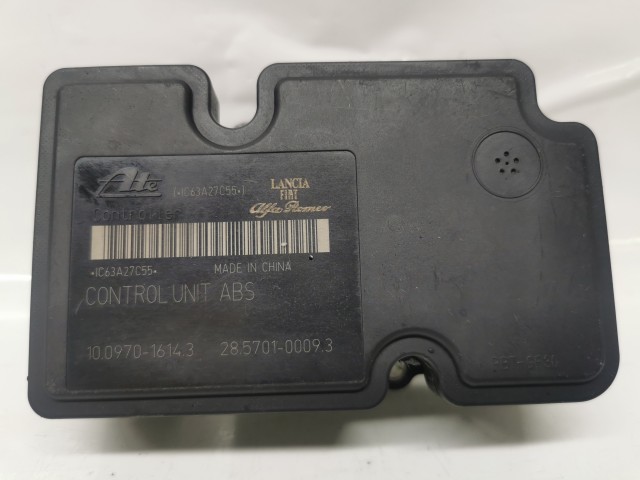 Ate (*IC63A27C55*) LANCIA
FIAT
Alfa Romeo
*IC63A27C55* MADE IN CHINA
CONTROL UNIT ABS
10.0970-1614.3 28.5701-0009.3